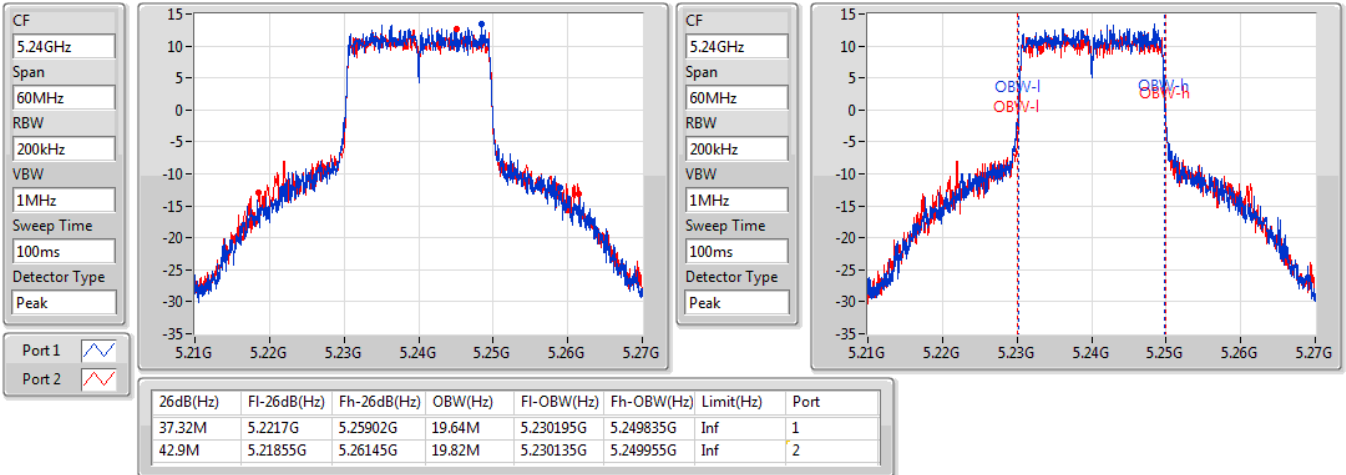 CF
5.24GHz
Span
60MHz
RBW
200kHz
VBW
1MHz
Sweep Time
100ms
Detector Type
Peak
Port 1
Port 2
15
10
5
0
-5
-10
-15
-20
-25
-30
-35
5.21G 5.22G 5.23G 5.24G 5.25G 5.26G 5.27G
CF
5.24GHz
Span
60MHz
RBW
200kHz
VBW
1MHz
Sweep Time
100ms
Detector Type
Peak
15
10
5
0
-5
-10
-15
-20
-25
-30
-35
OBW-l OBW-h
OBW-l OBW-h
5.21G 5.22G 5.23G 5.24G 5.25G 5.26G 5.27G
26dB(Hz) Fl-26dB(Hz) Fh-26dB(Hz) OBW(Hz) Fl-OBW(Hz) Fh-OBW(Hz) Limit(Hz) Port
37.32M 5.2217G 5.25902G 19.64M 5.230195G 5.249835G Inf 1
42.9M 5.21855G 5.26145G 19.82M 5.230135G 5.249955G Inf 2